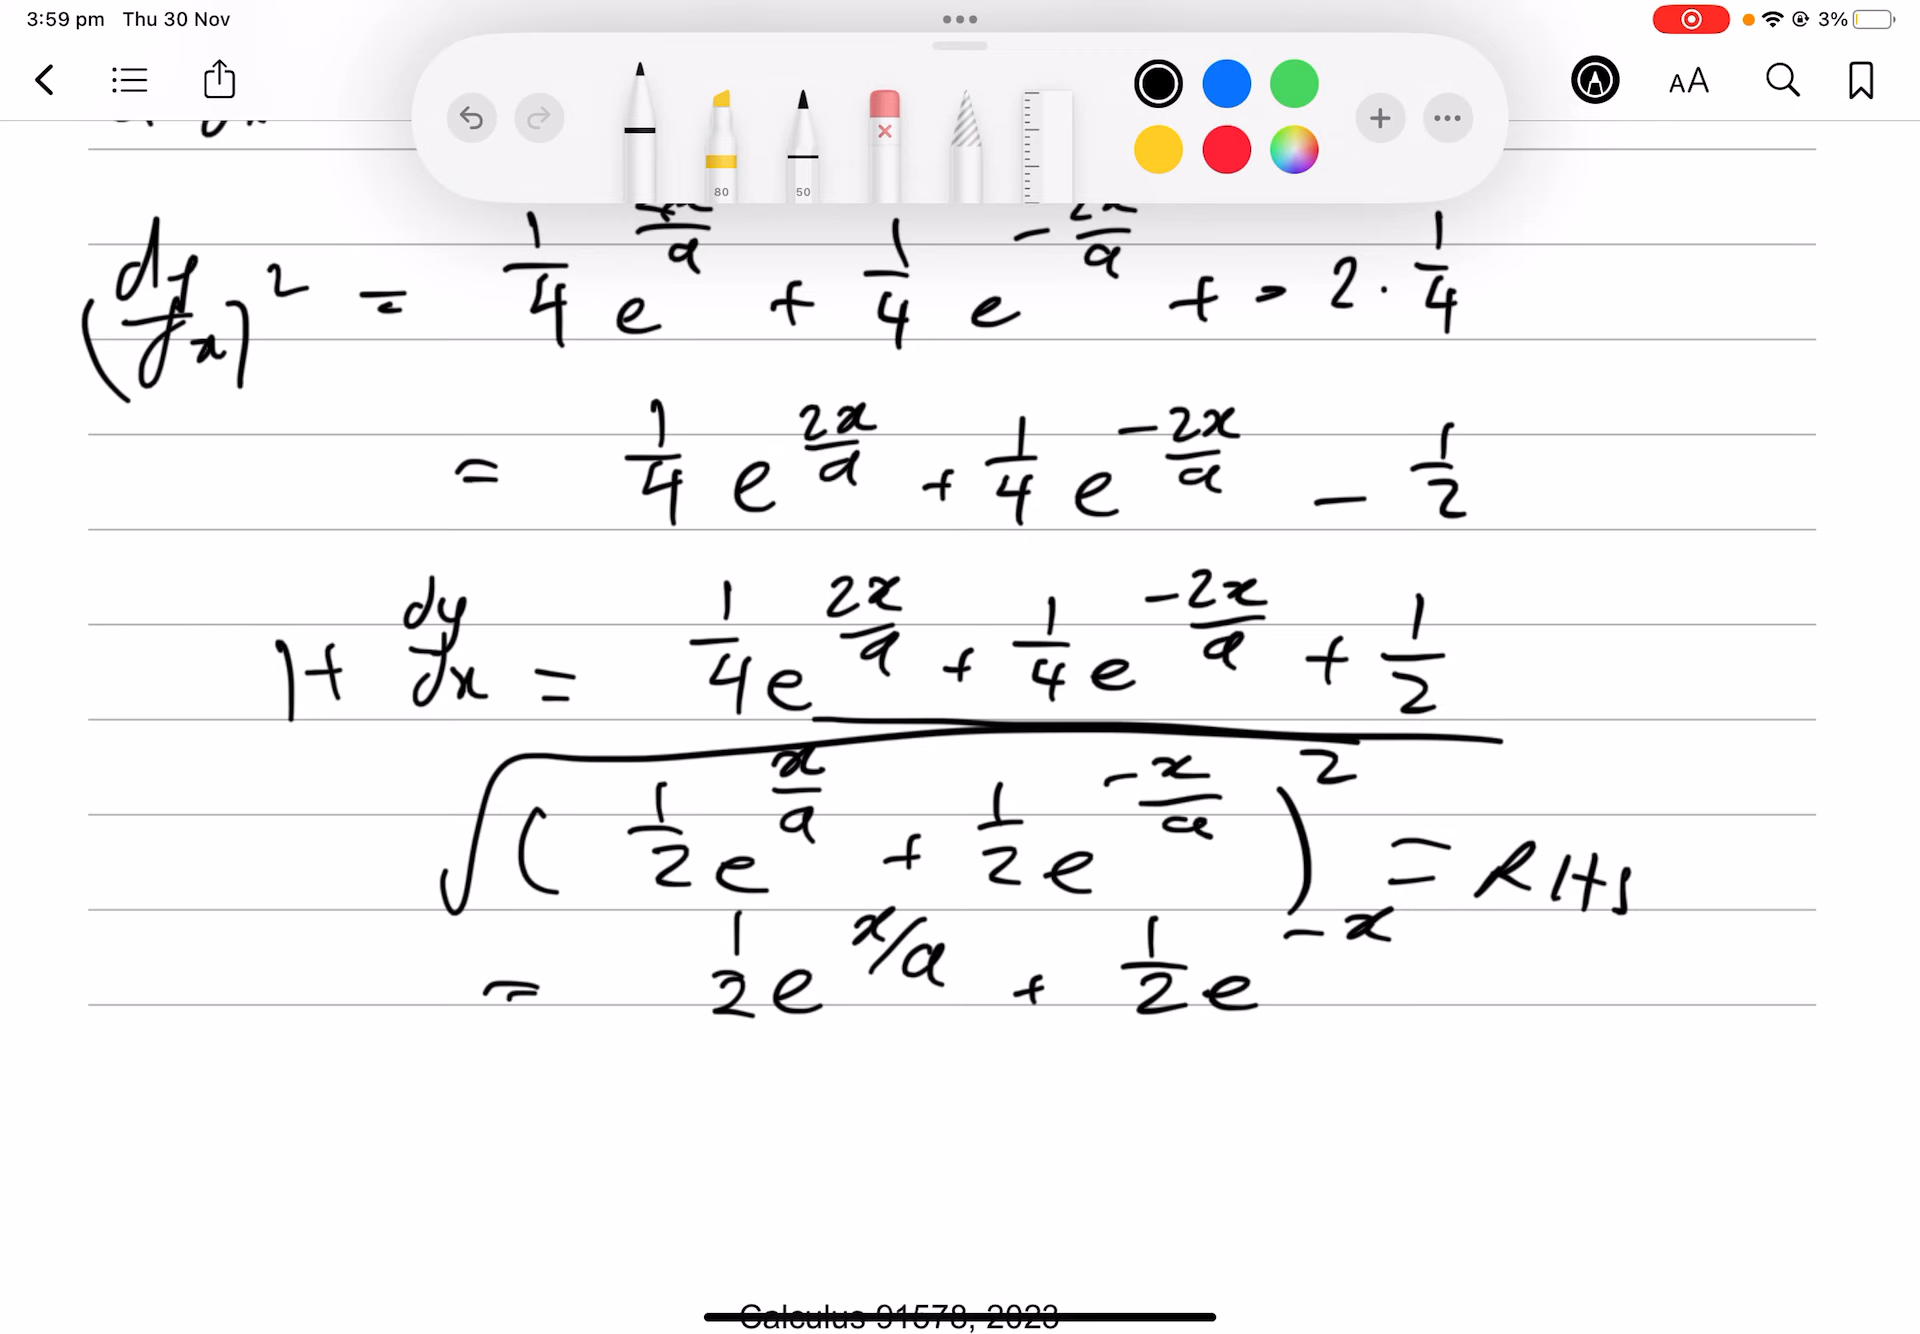 3:59 pm Thu 30 Nov 3%
AA
80 50
(dy/dx)² = 1/4 e^(2x/a) + 1/4 e^(-2x/a) + - 2 · 1/4
= 1/4 e^(2x/a) + 1/4 e^(-2x/a) - 1/2
1 + dy/dx = 1/4 e^(2x/a) + 1/4 e^(-2x/a) + 1/2
√(1/2 e^(x/a) + 1/2 e^(-x/a))² = RHS
= 1/2 e^(x/a) + 1/2 e^(-x)
Calculus 91578, 2023